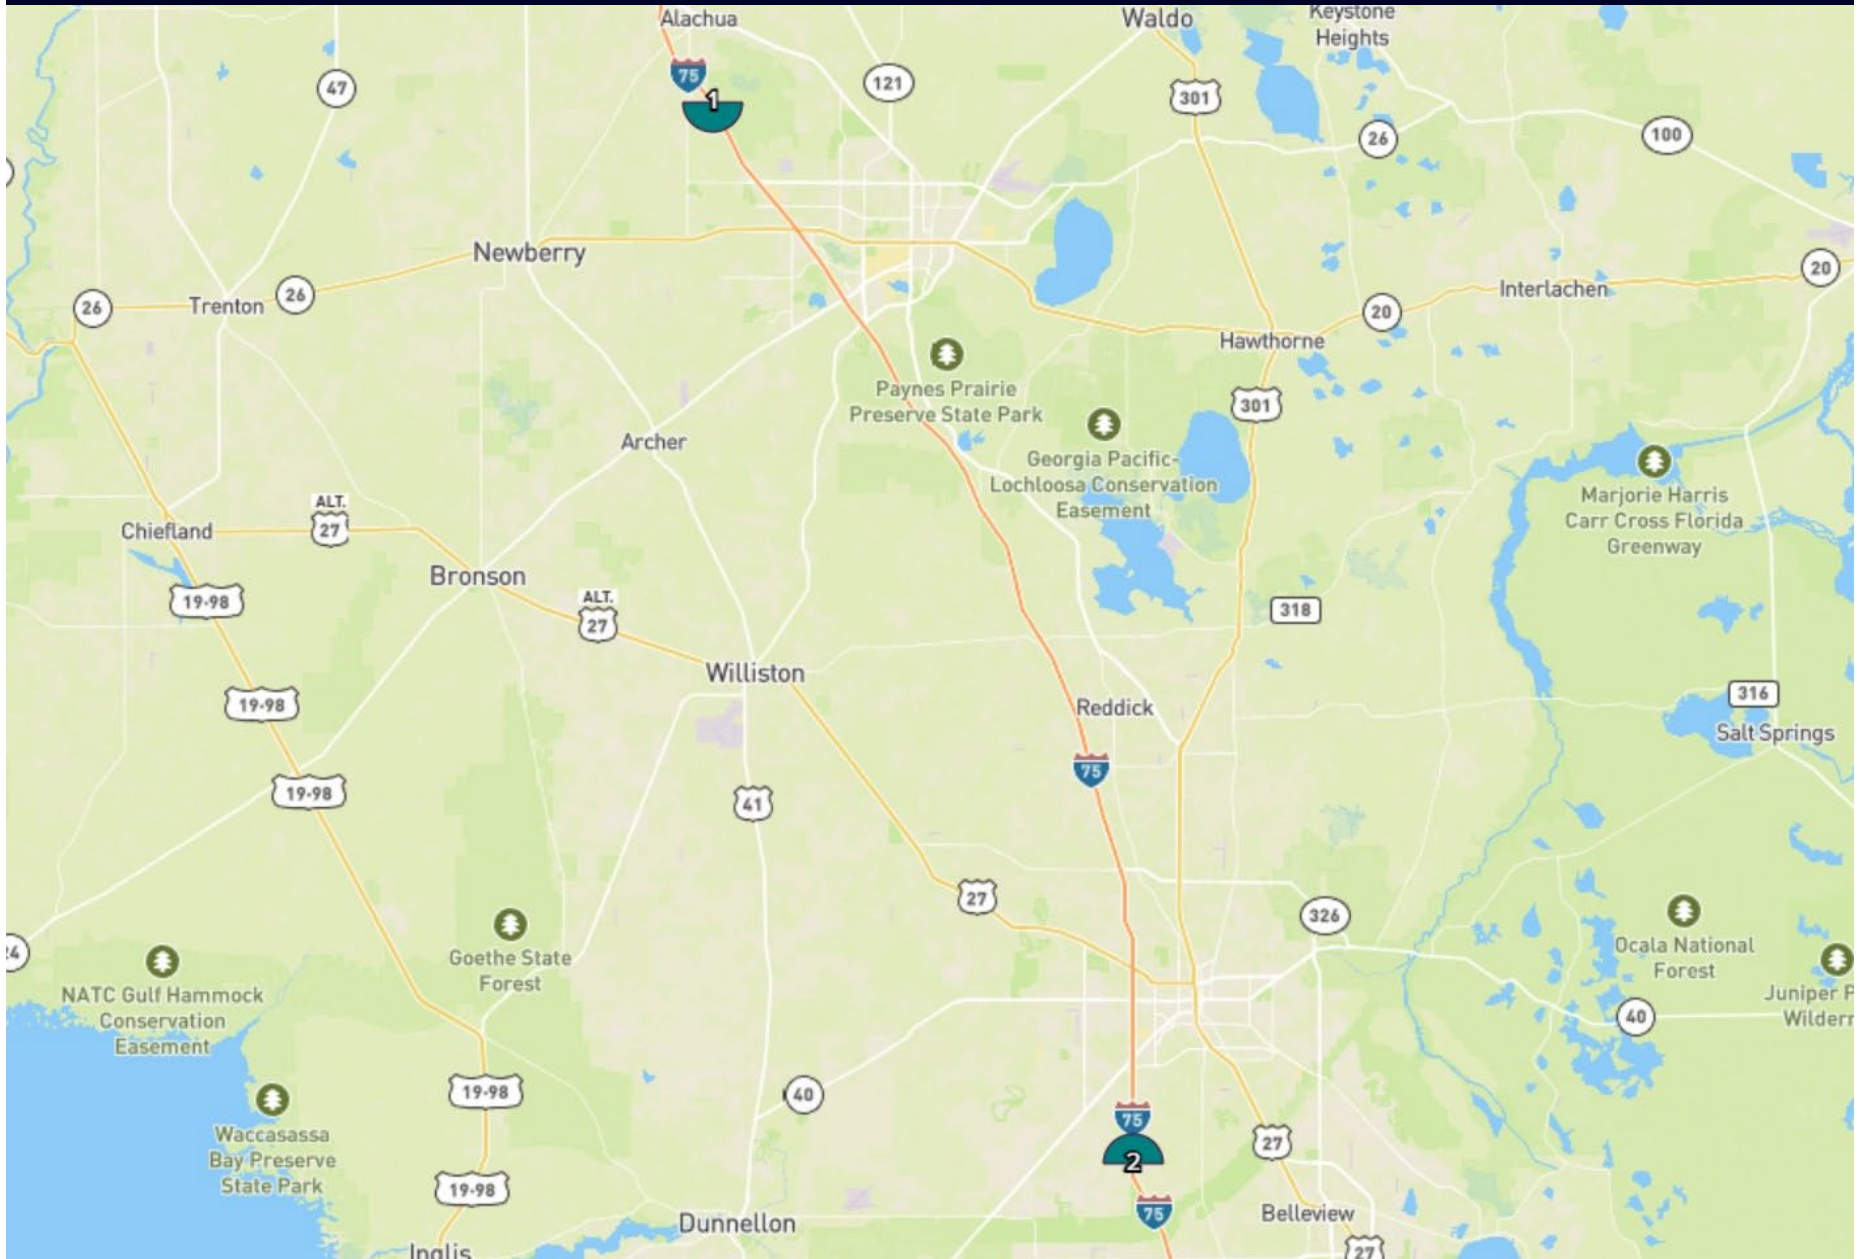 Alachua
Waldo
Keystone
Heights
75
47
121
301
1
26
100
Newberry
20
Interlachen
26
Trenton
26
20
Hawthorne
Paynes Prairie
Preserve State Park
301
Archer
Georgia Pacific-
Lochloosa Conservation
Easement
Marjorie Harris
Carr Cross Florida
Greenway
ALT.
27
Chiefland
Bronson
19-98
ALT.
27
318
Williston
19-98
Reddick
316
Salt Springs
75
19-98
41
27
326
Goethe State
Forest
Ocala National
Forest
NATC Gulf Hammock
Conservation
Easement
Juniper P
Wildern
40
19-98
40
75
Waccasassa
Bay Preserve
State Park
27
2
19-98
75
Dunnellon
Belleview
Inglis
27